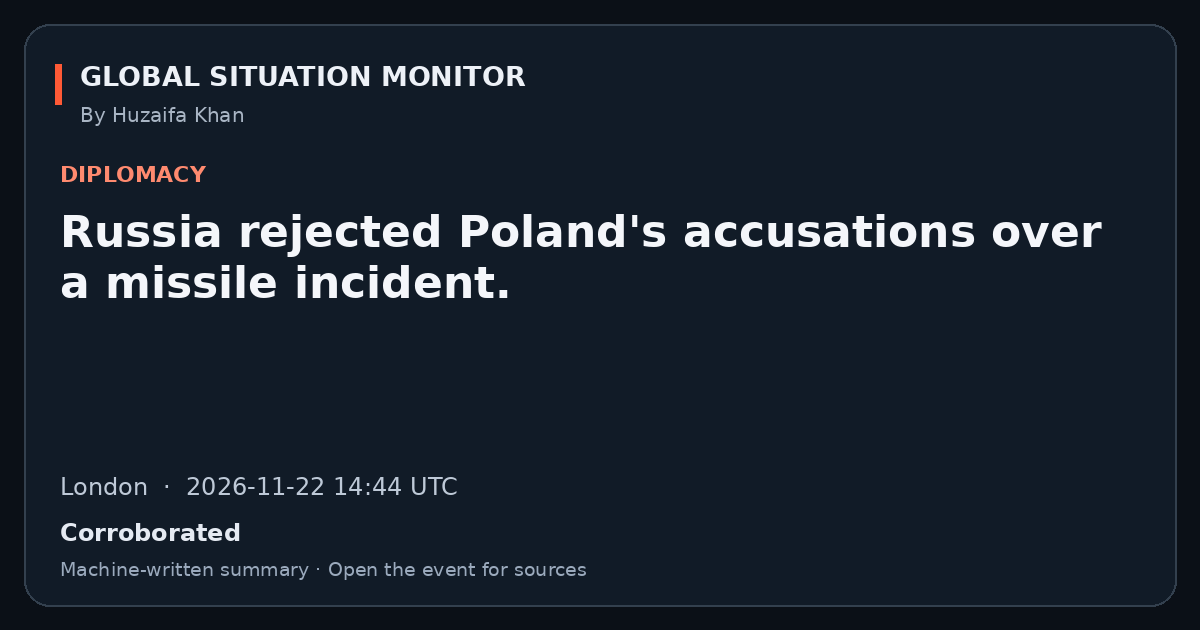 GLOBAL SITUATION MONITOR
By Huzaifa Khan
DIPLOMACY
Russia rejected Poland's accusations over
a missile incident.
London · 2026-11-22 14:44 UTC
Corroborated
Machine-written summary · Open the event for sources